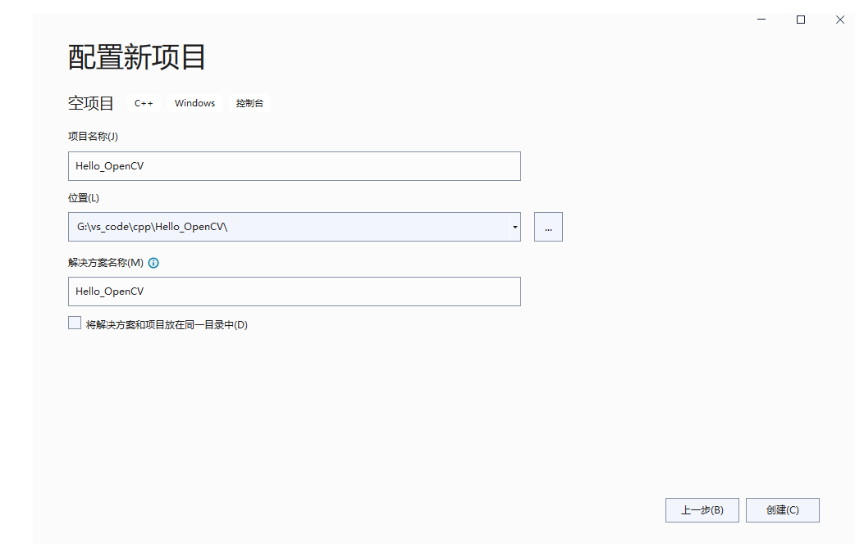 配置新项目
空项目 C++ Windows 控制台
项目名称(J)
Hello_OpenCV
位置(L)
G:\vs_code\cpp\Hello_OpenCV\
...
解决方案名称(M)
Hello_OpenCV
将解决方案和项目放在同一目录中(D)
上一步(B) 创建(C)